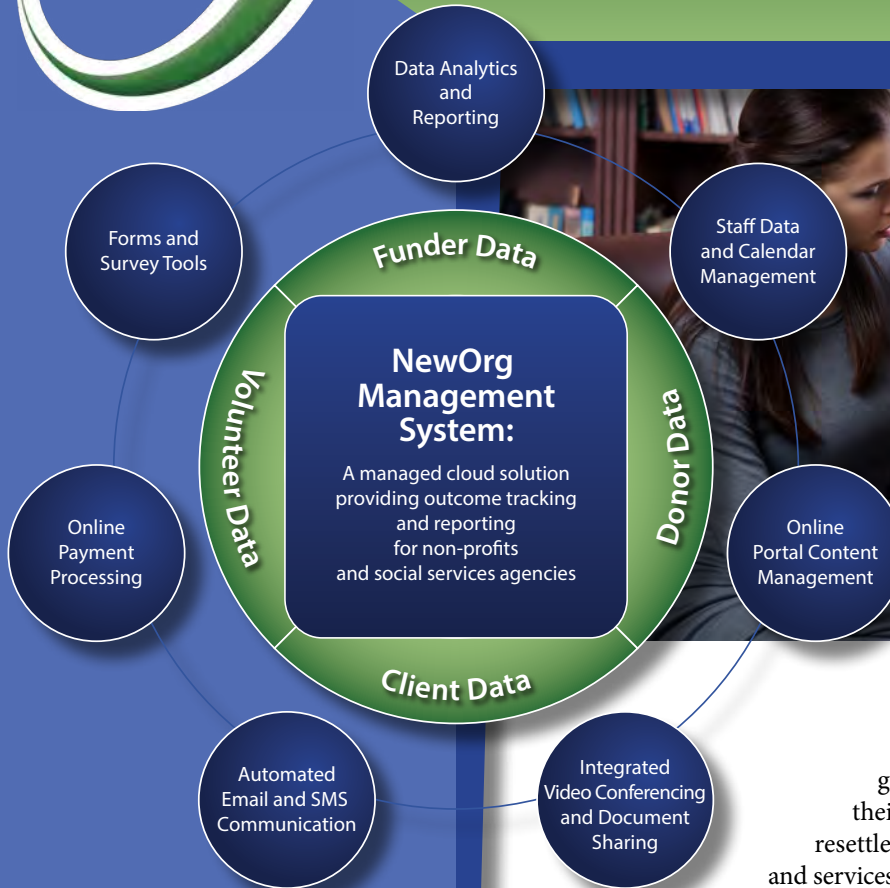 Data Analytics
and
Reporting
Forms and
Survey Tools
Staff Data
and Calendar
Management
Funder Data
Volunteer Data
NewOrg
Management
System:
A managed cloud solution
providing outcome tracking
and reporting
for non-profits
and social services agencies
Donor Data
Online
Payment
Processing
Online
Portal Content
Management
Client Data
Automated
Email and SMS
Communication
Integrated
Video Conferencing
and Document
Sharing
g
thei
resettle
and services